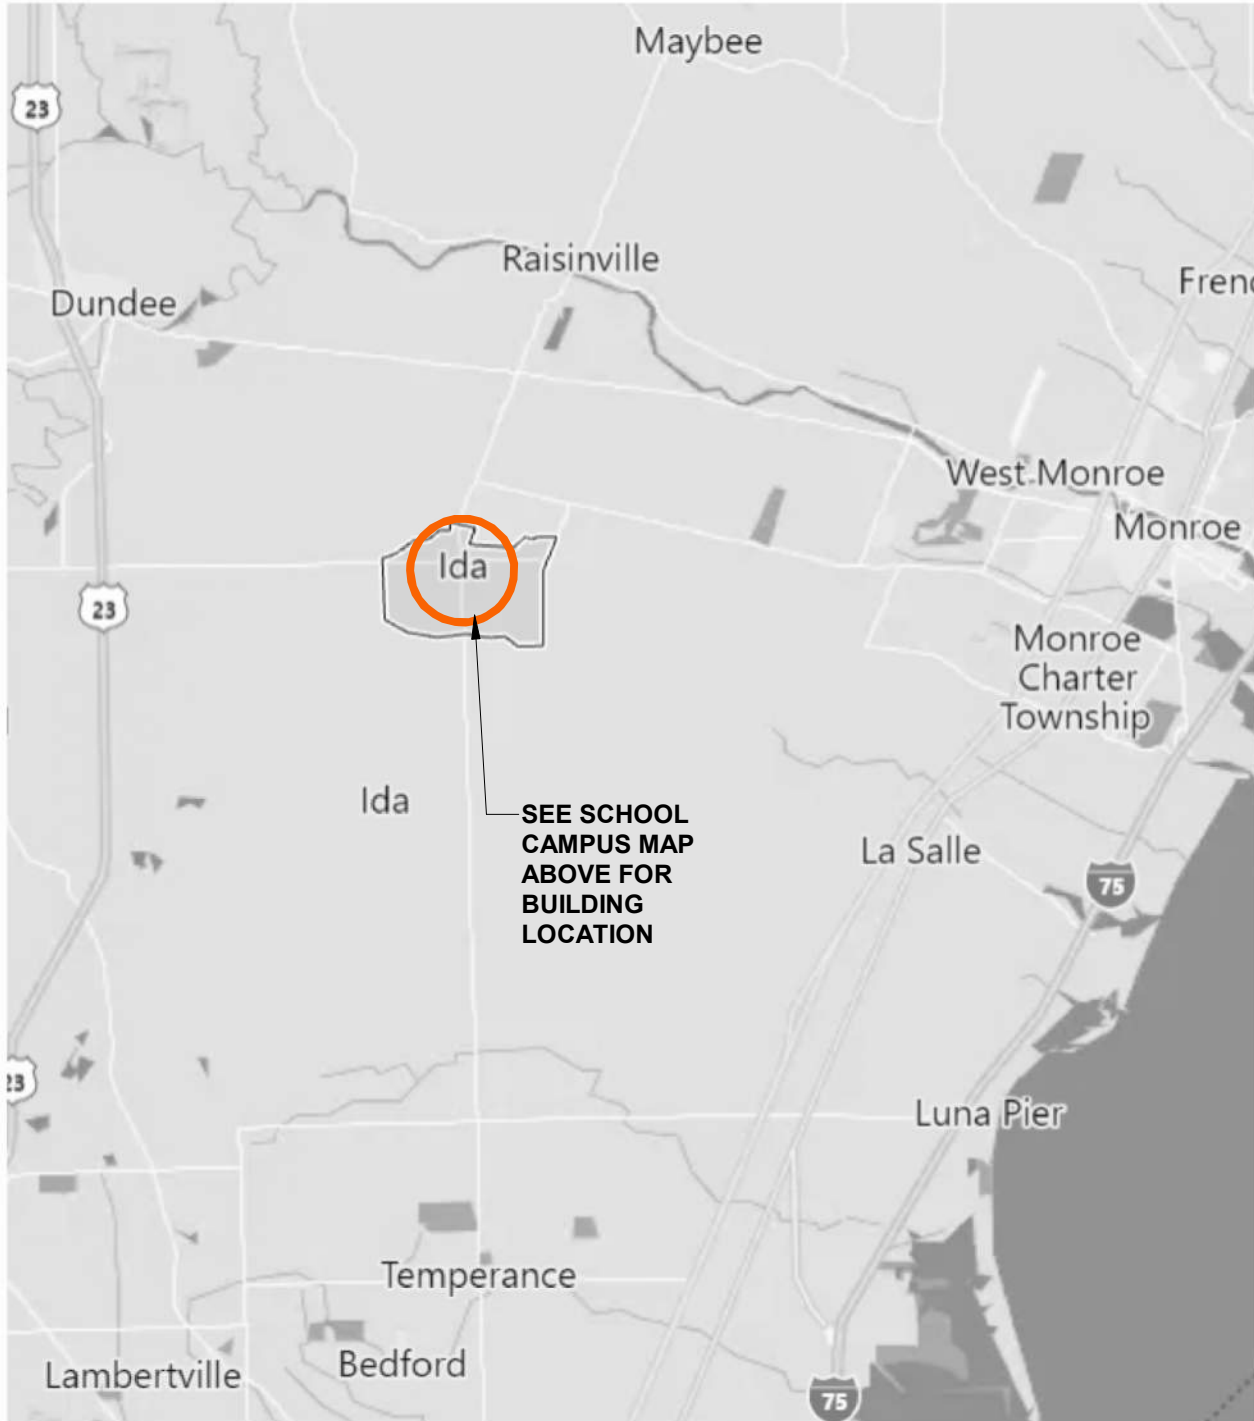 Maybee
23
Raisinville
Frenc
Dundee
West Monroe
Monroe
Ida
23
Monroe
Charter
Township
Ida
SEE SCHOOL
CAMPUS MAP
ABOVE FOR
BUILDING
LOCATION
La Salle
75
23
Luna Pier
Temperance
Bedford
Lambertville
75